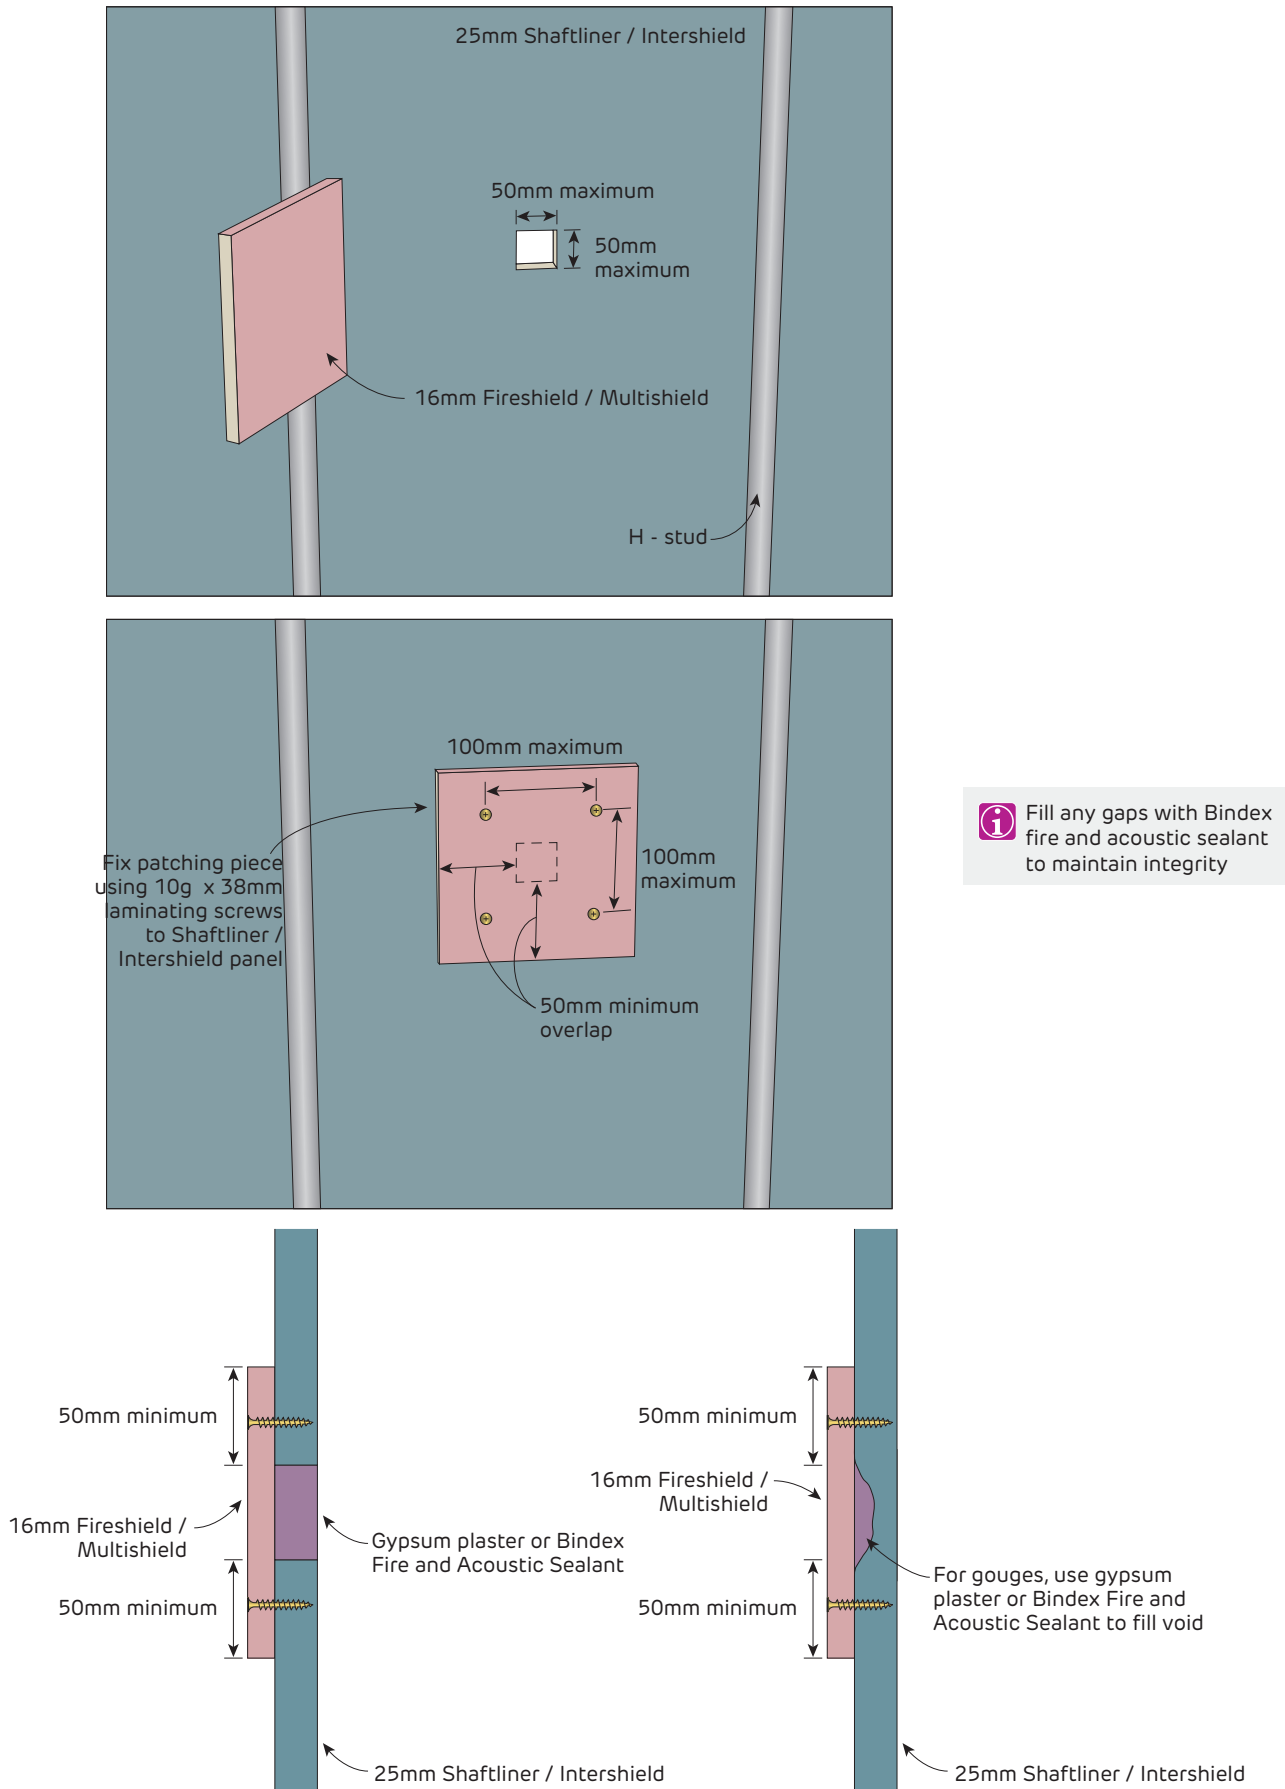 25mm Shaftliner / Intershield
50mm maximum
50mm
maximum
16mm Fireshield / Multishield
H - stud
100mm maximum
100mm
maximum
Fix patching piece
using 10g x 38mm
laminating screws
to Shaftliner /
Intershield panel
50mm minimum
overlap
Fill any gaps with Bindex
fire and acoustic sealant
to maintain integrity
50mm minimum
16mm Fireshield /
Multishield
Gypsum plaster or Bindex
Fire and Acoustic Sealant
50mm minimum
25mm Shaftliner / Intershield
50mm minimum
16mm Fireshield /
Multishield
For gouges, use gypsum
plaster or Bindex Fire and
Acoustic Sealant to fill void
50mm minimum
25mm Shaftliner / Intershield